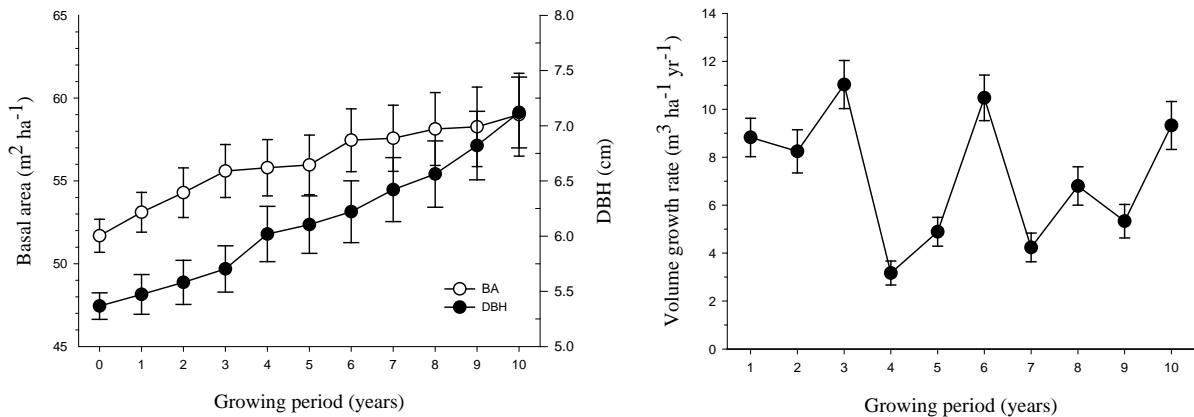 65
60
55
50
45
Basal area (m² ha⁻¹)
8.0
7.5
7.0
6.5
6.0
5.5
5.0
DBH (cm)
BA
DBH
0 1 2 3 4 5 6 7 8 9 10
Growing period (years)
14
12
10
8
6
4
2
0
Volume growth rate (m³ ha⁻¹ yr⁻¹)
1 2 3 4 5 6 7 8 9 10
Growing period (years)